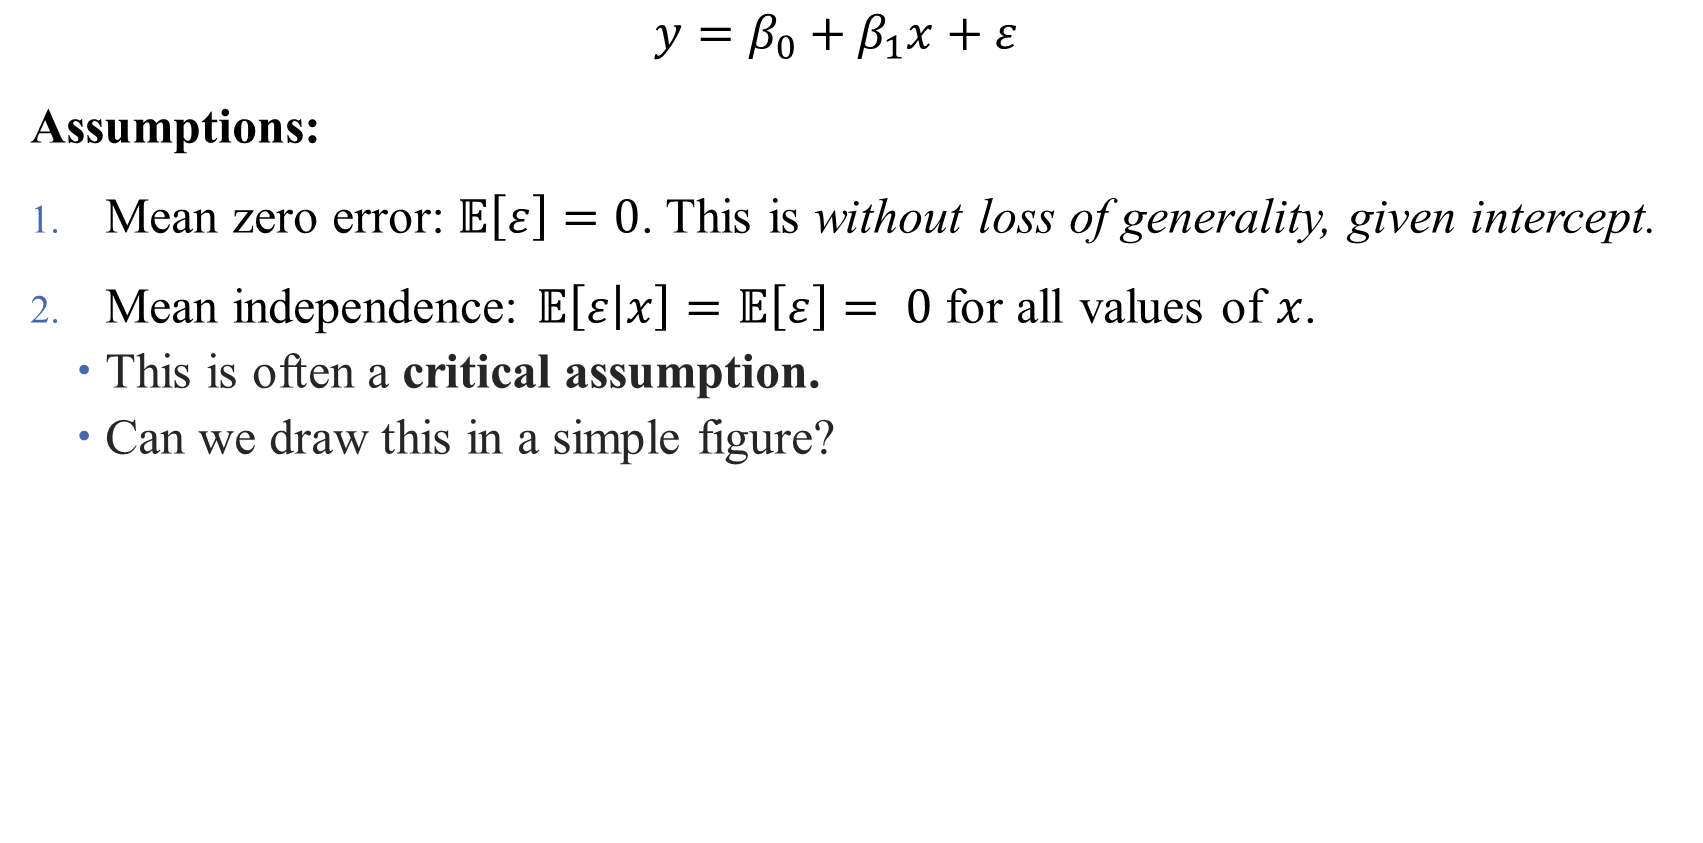 y = β₀ + β₁x + ε
Assumptions:
1. Mean zero error: 𝔼[ε] = 0. This is without loss of generality, given intercept.
2. Mean independence: 𝔼[ε|x] = 𝔼[ε] = 0 for all values of x.
• This is often a critical assumption.
• Can we draw this in a simple figure?